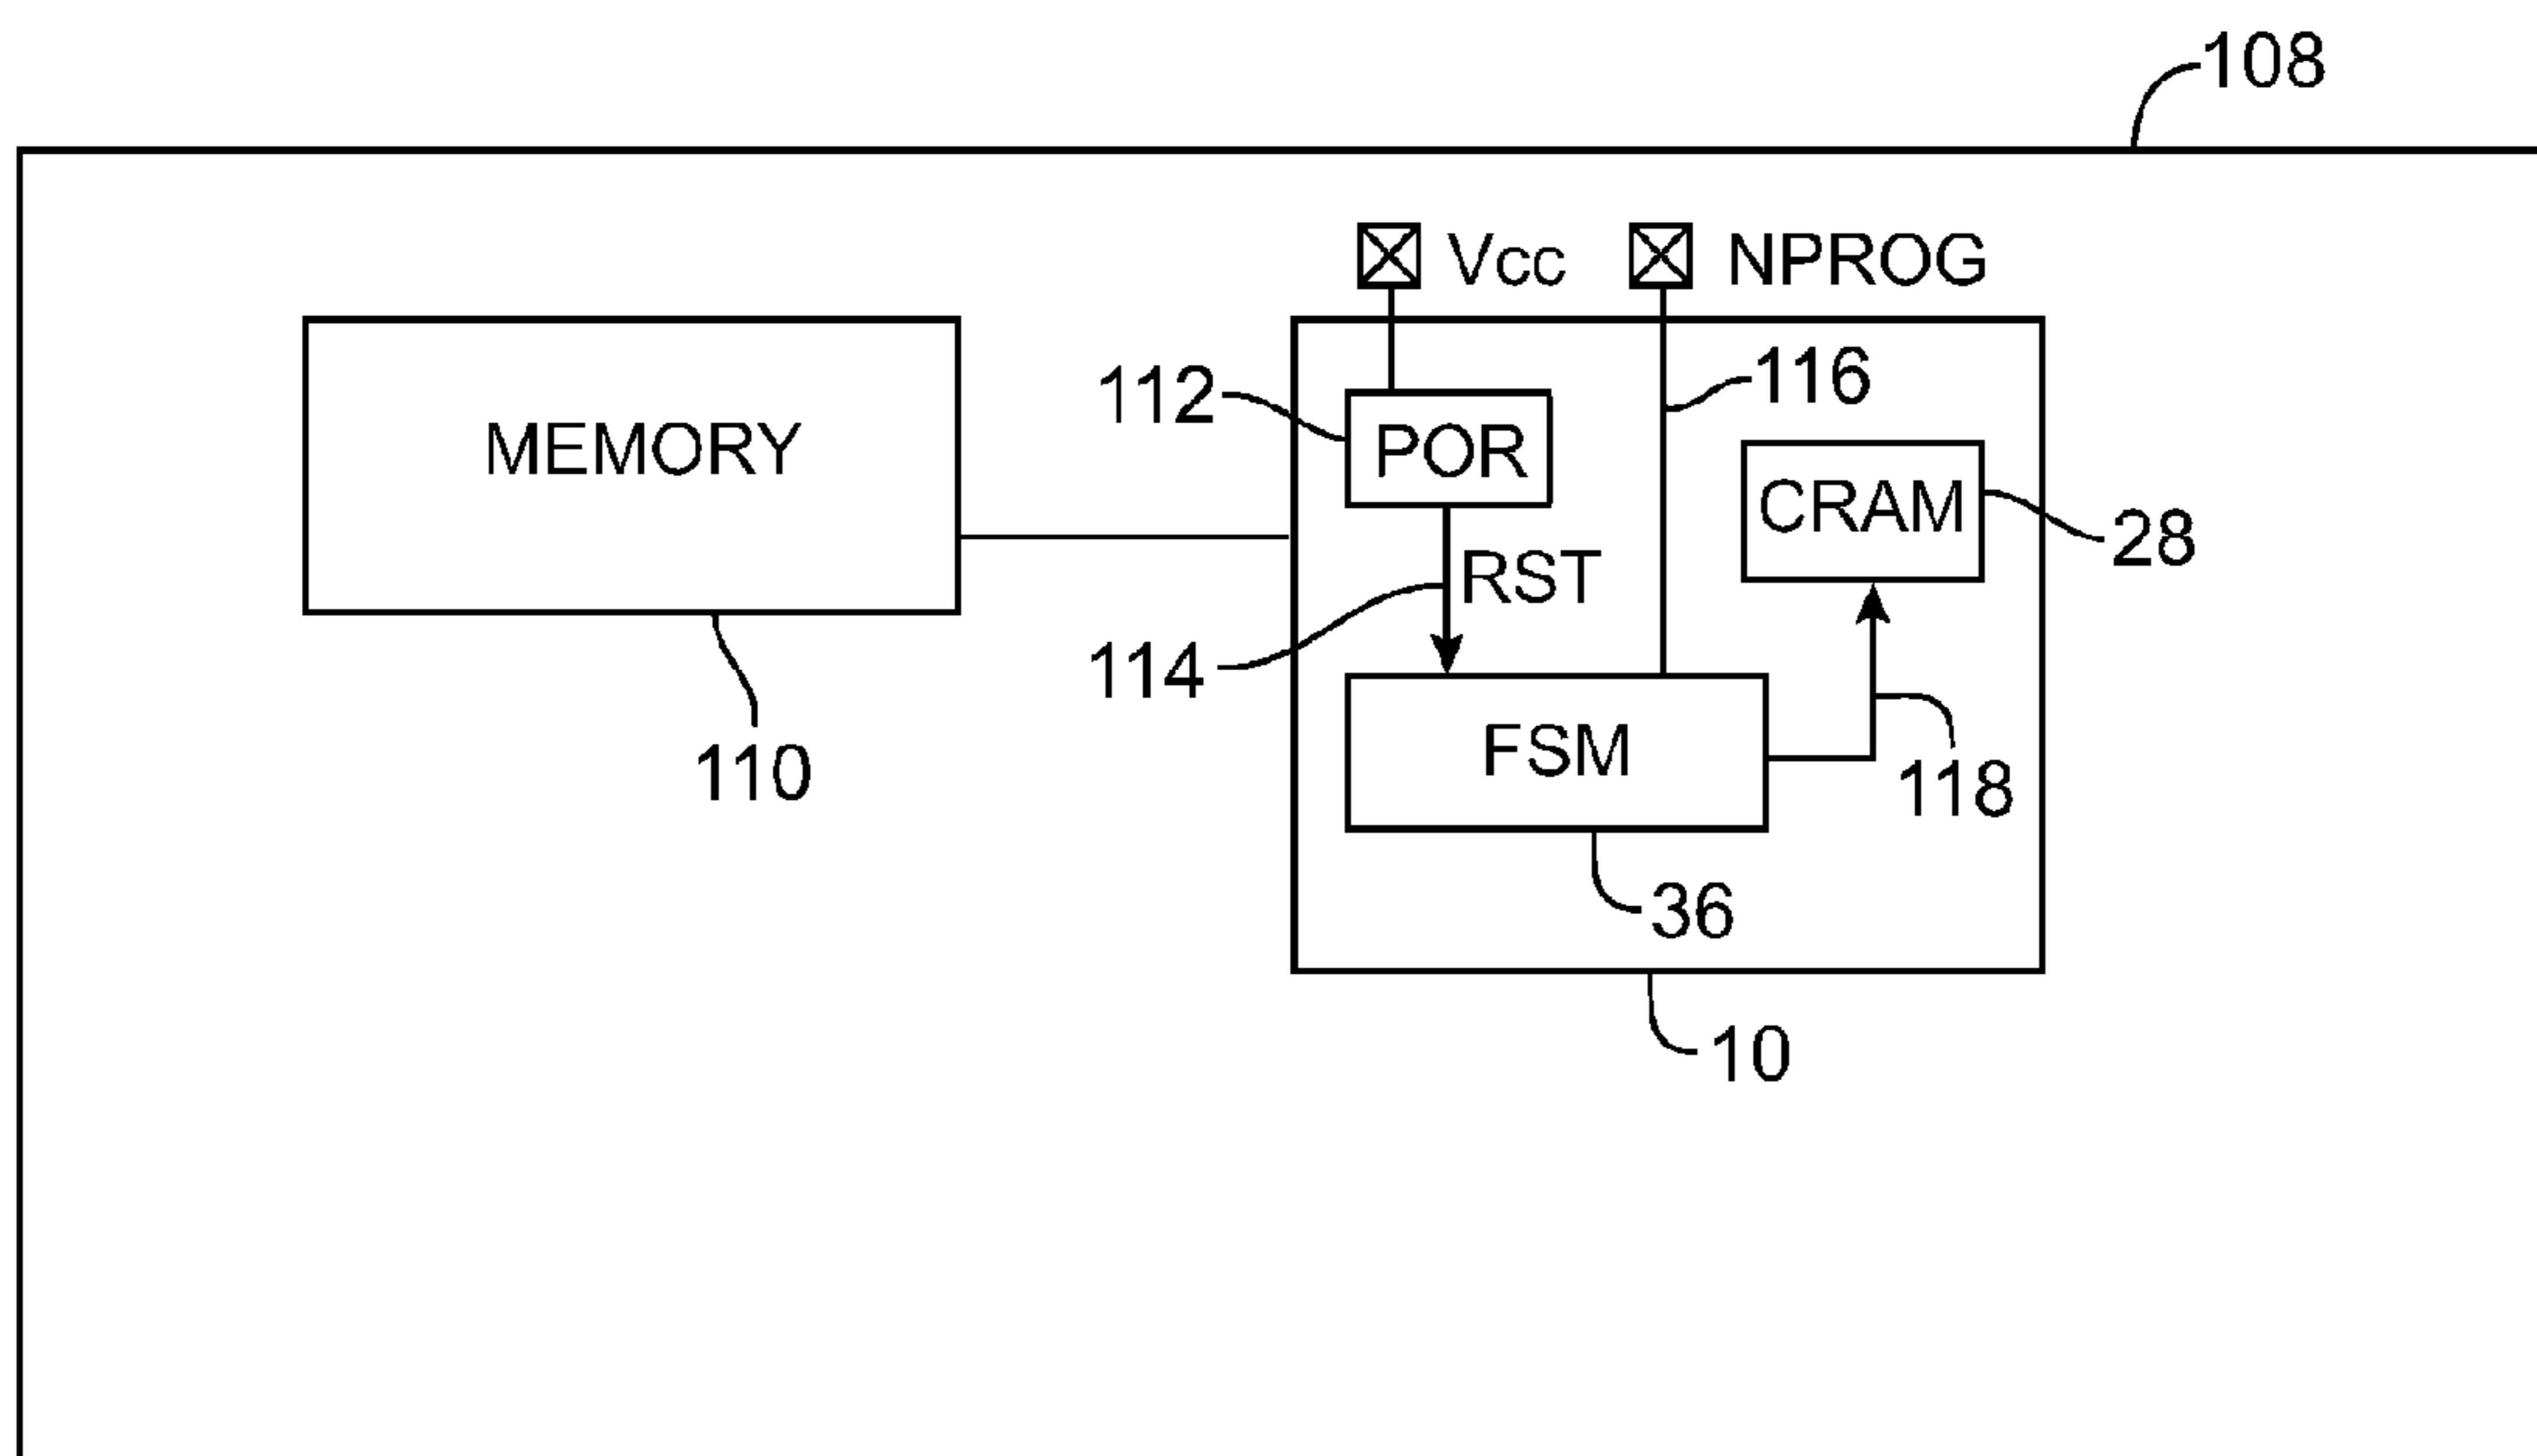 108
Vcc
NPROG
112
116
MEMORY
POR
CRAM
28
RST
114
FSM
110
118
36
10